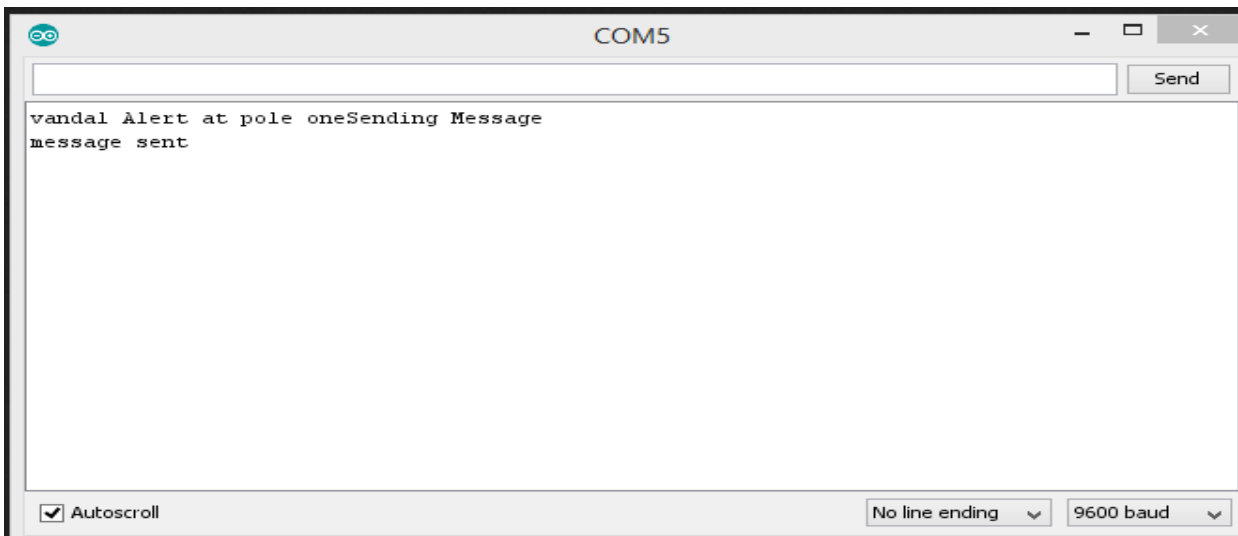 COM5
Send
vandal Alert at pole oneSending Message
message sent
Autoscroll
No line ending
9600 baud